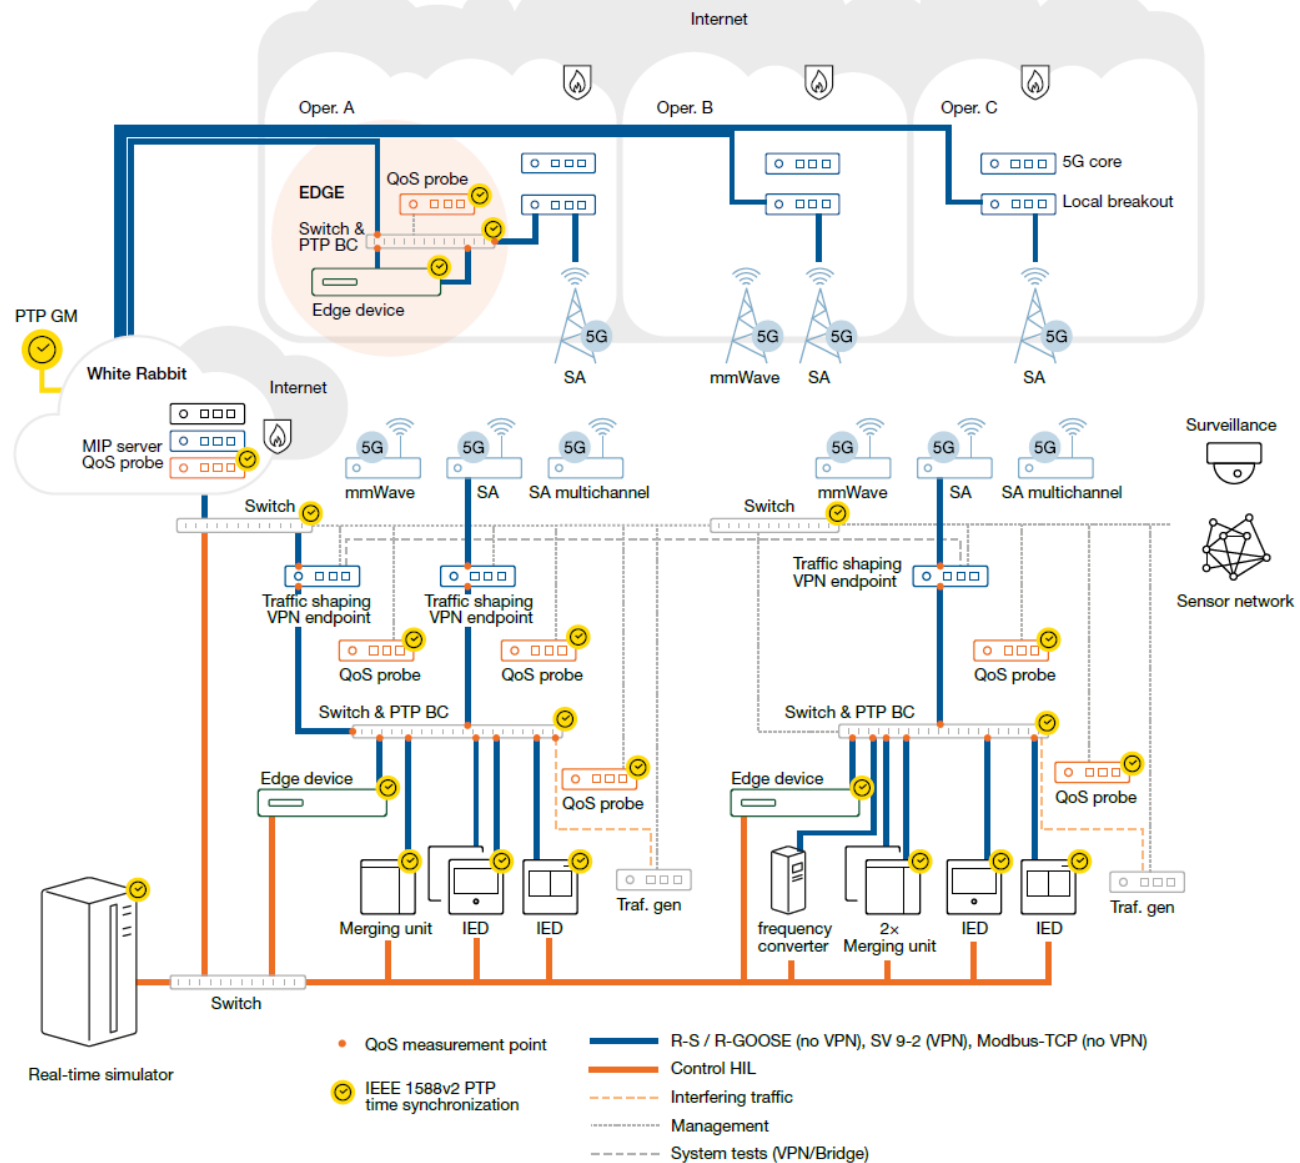 Internet
Oper. A
Oper. B
Oper. C
5G core
QoS probe
EDGE
Local breakout
Switch &
PTP BC
Edge device
PTP GM
5G
5G
5G
5G
SA
mmWave
SA
SA
White Rabbit
Internet
MIP server
QoS probe
Surveillance
5G
5G
5G
5G
5G
5G
mmWave
SA
SA multichannel
mmWave
SA
SA multichannel
Switch
Switch
Traffic shaping
VPN endpoint
Traffic shaping
VPN endpoint
Traffic shaping
VPN endpoint
Sensor network
QoS probe
QoS probe
QoS probe
Switch & PTP BC
Switch & PTP BC
Edge device
QoS probe
Edge device
QoS probe
Traf. gen
Traf. gen
Merging unit
IED
IED
frequency
converter
2×
Merging unit
IED
IED
Switch
Real-time simulator
QoS measurement point
IEEE 1588v2 PTP
time synchronization
R-S / R-GOOSE (no VPN), SV 9-2 (VPN), Modbus-TCP (no VPN)
Control HIL
Interfering traffic
Management
System tests (VPN/Bridge)